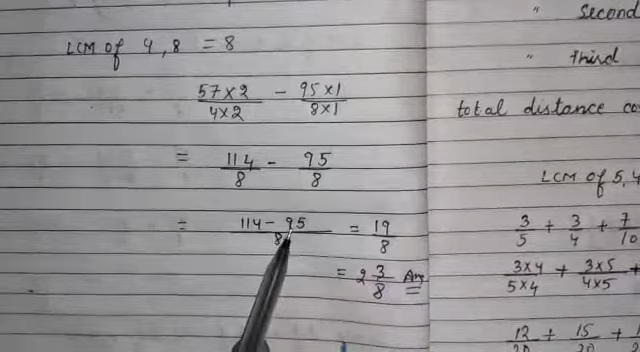 LCM of 4, 8 = 8
57×2/4×2 - 95×1/8×1
= 114/8 - 95/8
= 114-95/8 = 19/8
= 2 3/8 Ans
" Second
" third
total distance
LCM of 5, 4
3/5 + 3/4 + 7/10
3×4/5×4 + 3×5/4×5 +
12/20 + 15/20 +